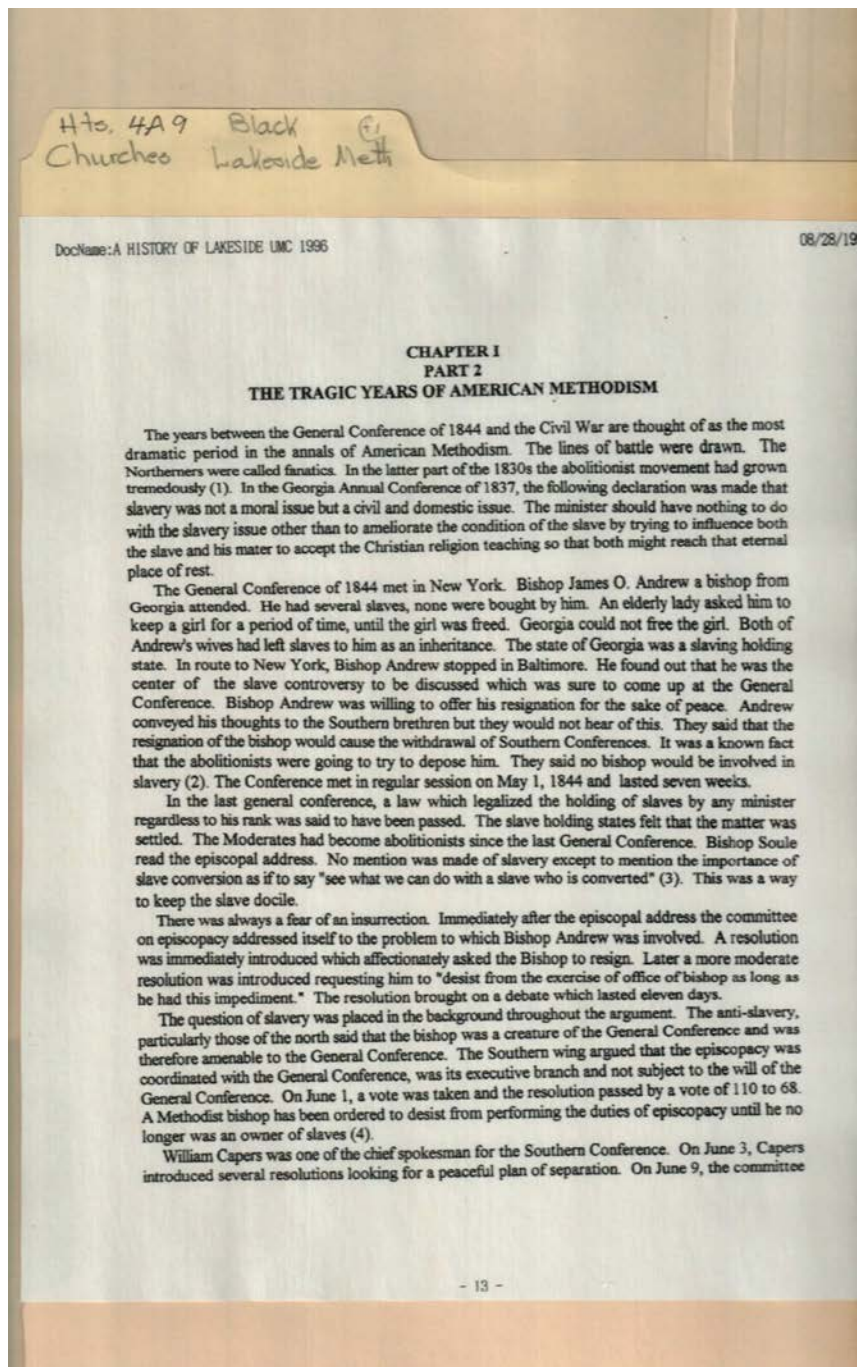 Hts. 4A9 Black
Churches Lakeside Meth
DocName:A HISTORY OF LAKESIDE UMC 1996
08/28/19
CHAPTER I
PART 2
THE TRAGIC YEARS OF AMERICAN METHODISM
The years between the General Conference of 1844 and the Civil War are thought of as the most
dramatic period in the annals of American Methodism. The lines of battle were drawn. The
Northerners were called fanatics. In the latter part of the 1830s the abolitionist movement had grown
tremedously (1). In the Georgia Annual Conference of 1837, the following declaration was made that
slavery was not a moral issue but a civil and domestic issue. The minister should have nothing to do
with the slavery issue other than to ameliorate the condition of the slave by trying to influence both
the slave and his mater to accept the Christian religion teaching so that both might reach that eternal
place of rest.
The General Conference of 1844 met in New York. Bishop James O. Andrew a bishop from
Georgia attended. He had several slaves, none were bought by him. An elderly lady asked him to
keep a girl for a period of time, until the girl was freed. Georgia could not free the girl. Both of
Andrew's wives had left slaves to him as an inheritance. The state of Georgia was a slaving holding
state. In route to New York, Bishop Andrew stopped in Baltimore. He found out that he was the
center of the slave controversy to be discussed which was sure to come up at the General
Conference. Bishop Andrew was willing to offer his resignation for the sake of peace. Andrew
conveyed his thoughts to the Southern brethren but they would not hear of this. They said that the
resignation of the bishop would cause the withdrawal of Southern Conferences. It was a known fact
that the abolitionists were going to try to depose him. They said no bishop would be involved in
slavery (2). The Conference met in regular session on May 1, 1844 and lasted seven weeks.
In the last general conference, a law which legalized the holding of slaves by any minister
regardless to his rank was said to have been passed. The slave holding states felt that the matter was
settled. The Moderates had become abolitionists since the last General Conference. Bishop Soule
read the episcopal address. No mention was made of slavery except to mention the importance of
slave conversion as if to say "see what we can do with a slave who is converted" (3). This was a way
to keep the slave docile.
There was always a fear of an insurrection. Immediately after the episcopal address the committee
on episcopacy addressed itself to the problem to which Bishop Andrew was involved. A resolution
was immediately introduced which affectionately asked the Bishop to resign. Later a more moderate
resolution was introduced requesting him to "desist from the exercise of office of bishop as long as
he had this impediment." The resolution brought on a debate which lasted eleven days.
The question of slavery was placed in the background throughout the argument. The anti-slavery,
particularly those of the north said that the bishop was a creature of the General Conference and was
therefore amenable to the General Conference. The Southern wing argued that the episcopacy was
coordinated with the General Conference, was its executive branch and not subject to the will of the
General Conference. On June 1, a vote was taken and the resolution passed by a vote of 110 to 68.
A Methodist bishop has been ordered to desist from performing the duties of episcopacy until he no
longer was an owner of slaves (4).
William Capers was one of the chief spokesman for the Southern Conference. On June 3, Capers
introduced several resolutions looking for a peaceful plan of separation. On June 9, the committee
- 13 -